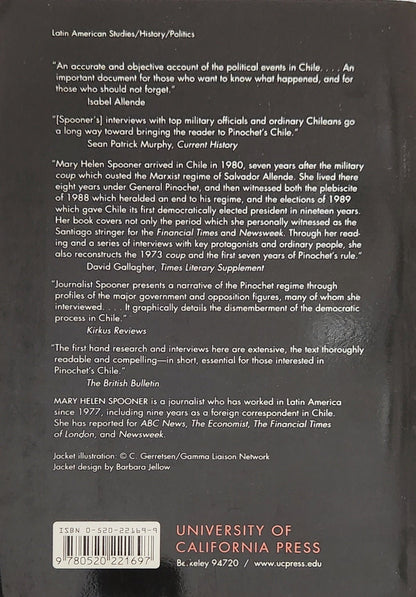 Latin American Studies/History/Politics
"An accurate and objective account of the political events in Chile. . . . An
important document for those who want to know what happened, and for
those who should not forget."
Isabel Allende
"[Spooner's] interviews with top military officials and ordinary Chileans go
a long way toward bringing the reader to Pinochet's Chile."
Sean Patrick Murphy, Current History
"Mary Helen Spooner arrived in Chile in 1980, seven years after the military
coup which ousted the Marxist regime of Salvador Allende. She lived there
eight years under General Pinochet, and then witnessed both the plebiscite
of 1988 which heralded an end to his regime, and the elections of 1989
which gave Chile its first democratically elected president in nineteen years.
Her book covers not only the period which she personally witnessed as the
Santiago stringer for the Financial Times and Newsweek. Through her read-
ing and a series of interviews with key protagonists and ordinary people, she
also reconstructs the 1973 coup and the first seven years of Pinochet's rule."
David Gallagher, Times Literary Supplement
"Journalist Spooner presents a narrative of the Pinochet regime through
profiles of the major government and opposition figures, many of whom she
interviewed. . . . It graphically details the dismemberment of the democratic
process in Chile."
Kirkus Reviews
"The first hand research and interviews here are extensive, the text thoroughly
readable and compelling—in short, essential for those interested in
Pinochet's Chile."
The British Bulletin
MARY HELEN SPOONER is a journalist who has worked in Latin America
since 1977, including nine years as a foreign correspondent in Chile.
She has reported for ABC News, The Economist, The Financial Times
of London, and Newsweek.
Jacket illustration: © C. Gerretsen/Gamma Liaison Network
Jacket design by Barbara Jellow
ISBN 0-520-22169-9
9 780520 221697
UNIVERSITY OF
CALIFORNIA PRESS
Berkeley 94720 / www.ucpress.edu